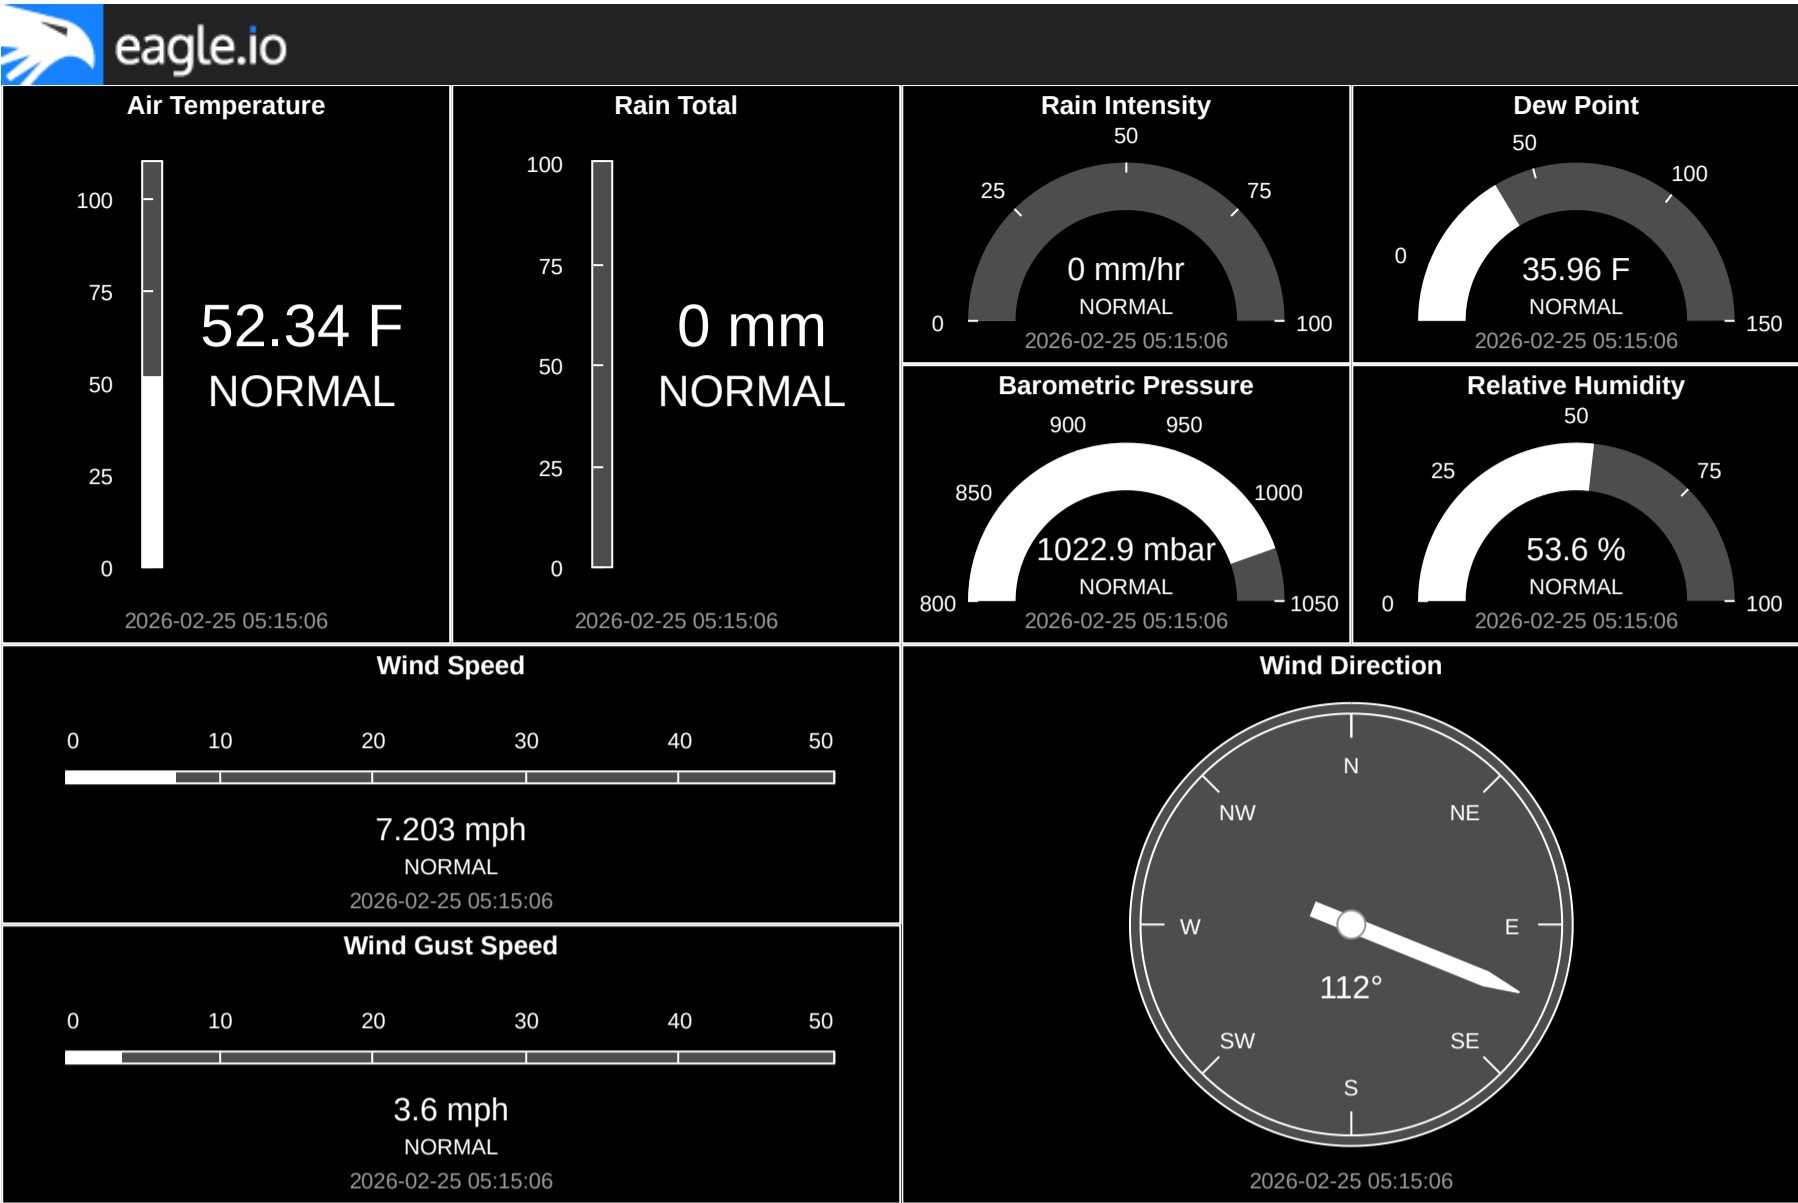 eagle.io
Air Temperature
100
75
50
25
0
52.34 F
NORMAL
2026-02-25 05:15:06
Rain Total
100
75
50
25
0
0 mm
NORMAL
2026-02-25 05:15:06
Rain Intensity
0
25
50
75
100
0 mm/hr
NORMAL
2026-02-25 05:15:06
Dew Point
0
50
100
150
35.96 F
NORMAL
2026-02-25 05:15:06
Barometric Pressure
800
850
900
950
1000
1050
1022.9 mbar
NORMAL
2026-02-25 05:15:06
Relative Humidity
0
25
50
75
100
53.6 %
NORMAL
2026-02-25 05:15:06
Wind Speed
0 10 20 30 40 50
7.203 mph
NORMAL
2026-02-25 05:15:06
Wind Gust Speed
0 10 20 30 40 50
3.6 mph
NORMAL
2026-02-25 05:15:06
Wind Direction
N
NW NE
W E
112°
SW SE
S
2026-02-25 05:15:06